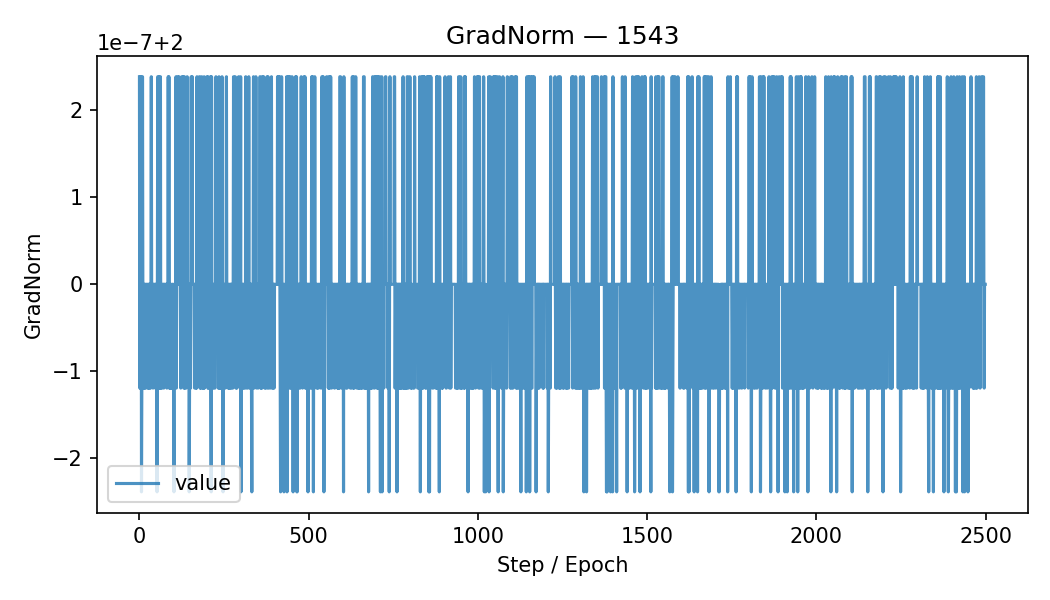 GradNorm — 1543
1e−7+2
2
1
0
−1
−2
GradNorm
value
0 500 1000 1500 2000 2500
Step / Epoch